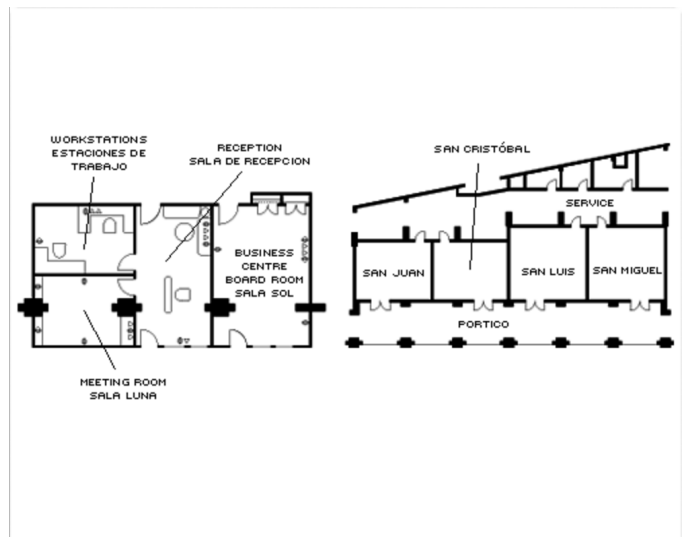 WORKSTATIONS
ESTACIONES DE
TRABAJO
RECEPTION
SALA DE RECEPCION
BUSINESS
CENTRE
BOARD ROOM
SALA SOL
MEETING ROOM
SALA LUNA
SAN CRISTÓBAL
SERVICE
SAN JUAN
SAN LUIS
SAN MIGUEL
PORTICO